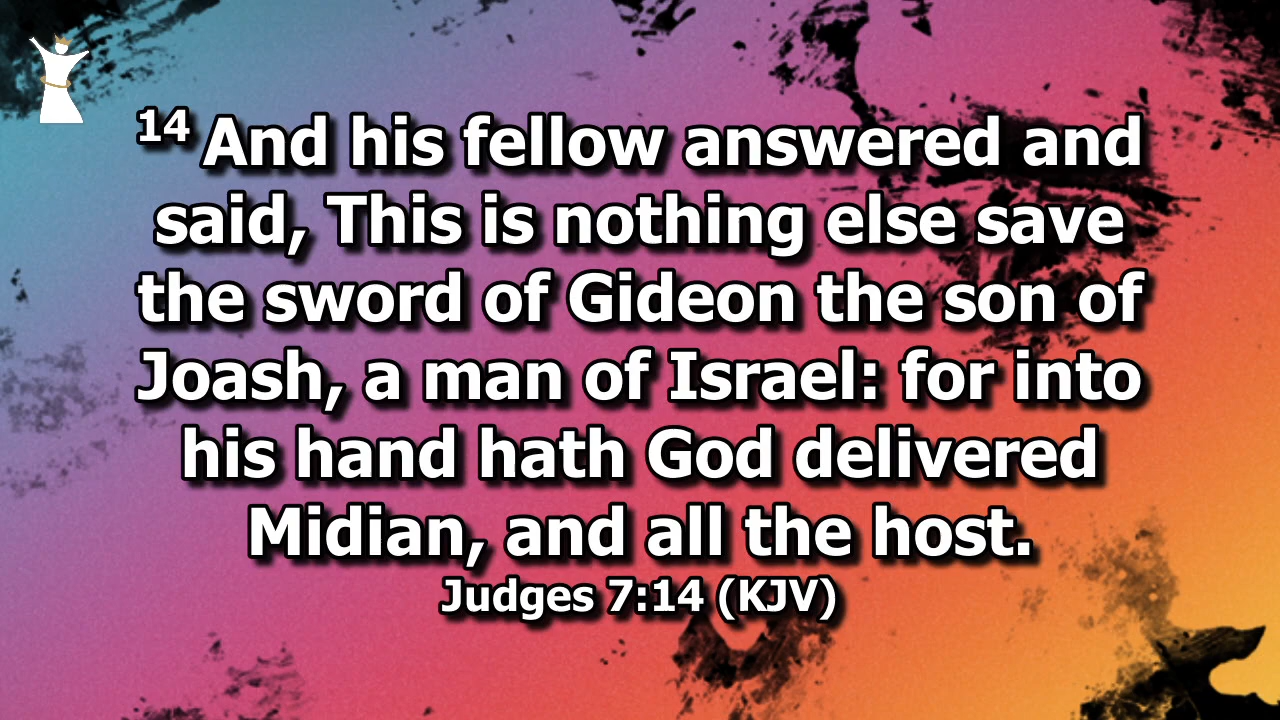 14 And his fellow answered and
said, This is nothing else save
the sword of Gideon the son of
Joash, a man of Israel: for into
his hand hath God delivered
Midian, and all the host.
Judges 7:14 (KJV)